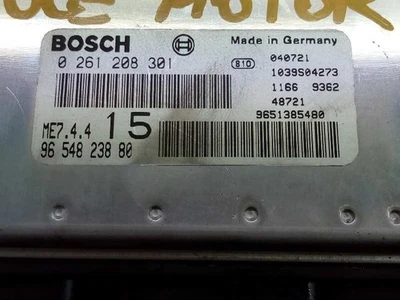 MOTOR
BOSCH
Made in Germany
0 261 208 301
810
040721
1039S04273
1166 9362
48721
ME7.4.4 15
9651385480
96 548 238 80